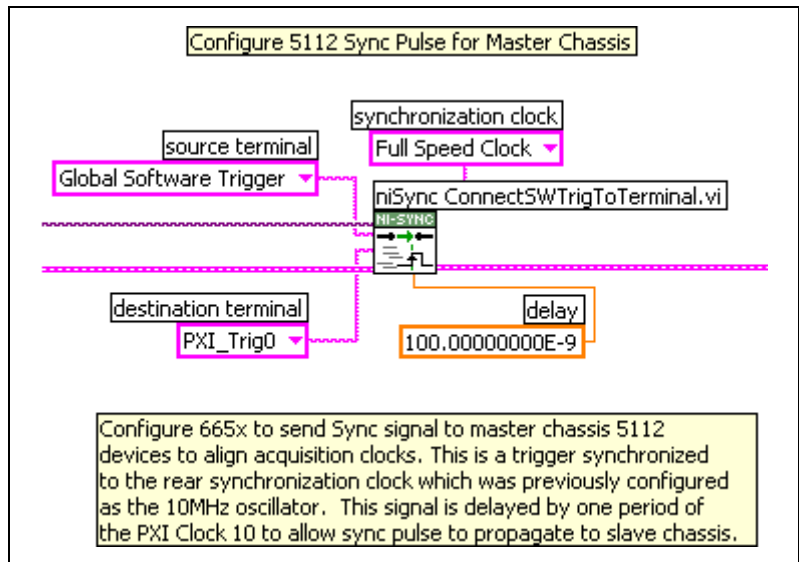 Configure 5112 Sync Pulse for Master Chassis
synchronization clock
source terminal
Full Speed Clock
Global Software Trigger
niSync ConnectSWTrigToTerminal.vi
NI-SYNC
destination terminal
delay
PXI_Trig0
100.00000000E-9
Configure 665x to send Sync signal to master chassis 5112
devices to align acquisition clocks. This is a trigger synchronized
to the rear synchronization clock which was previously configured
as the 10MHz oscillator.  This signal is delayed by one period of
the PXI Clock 10 to allow sync pulse to propagate to slave chassis.